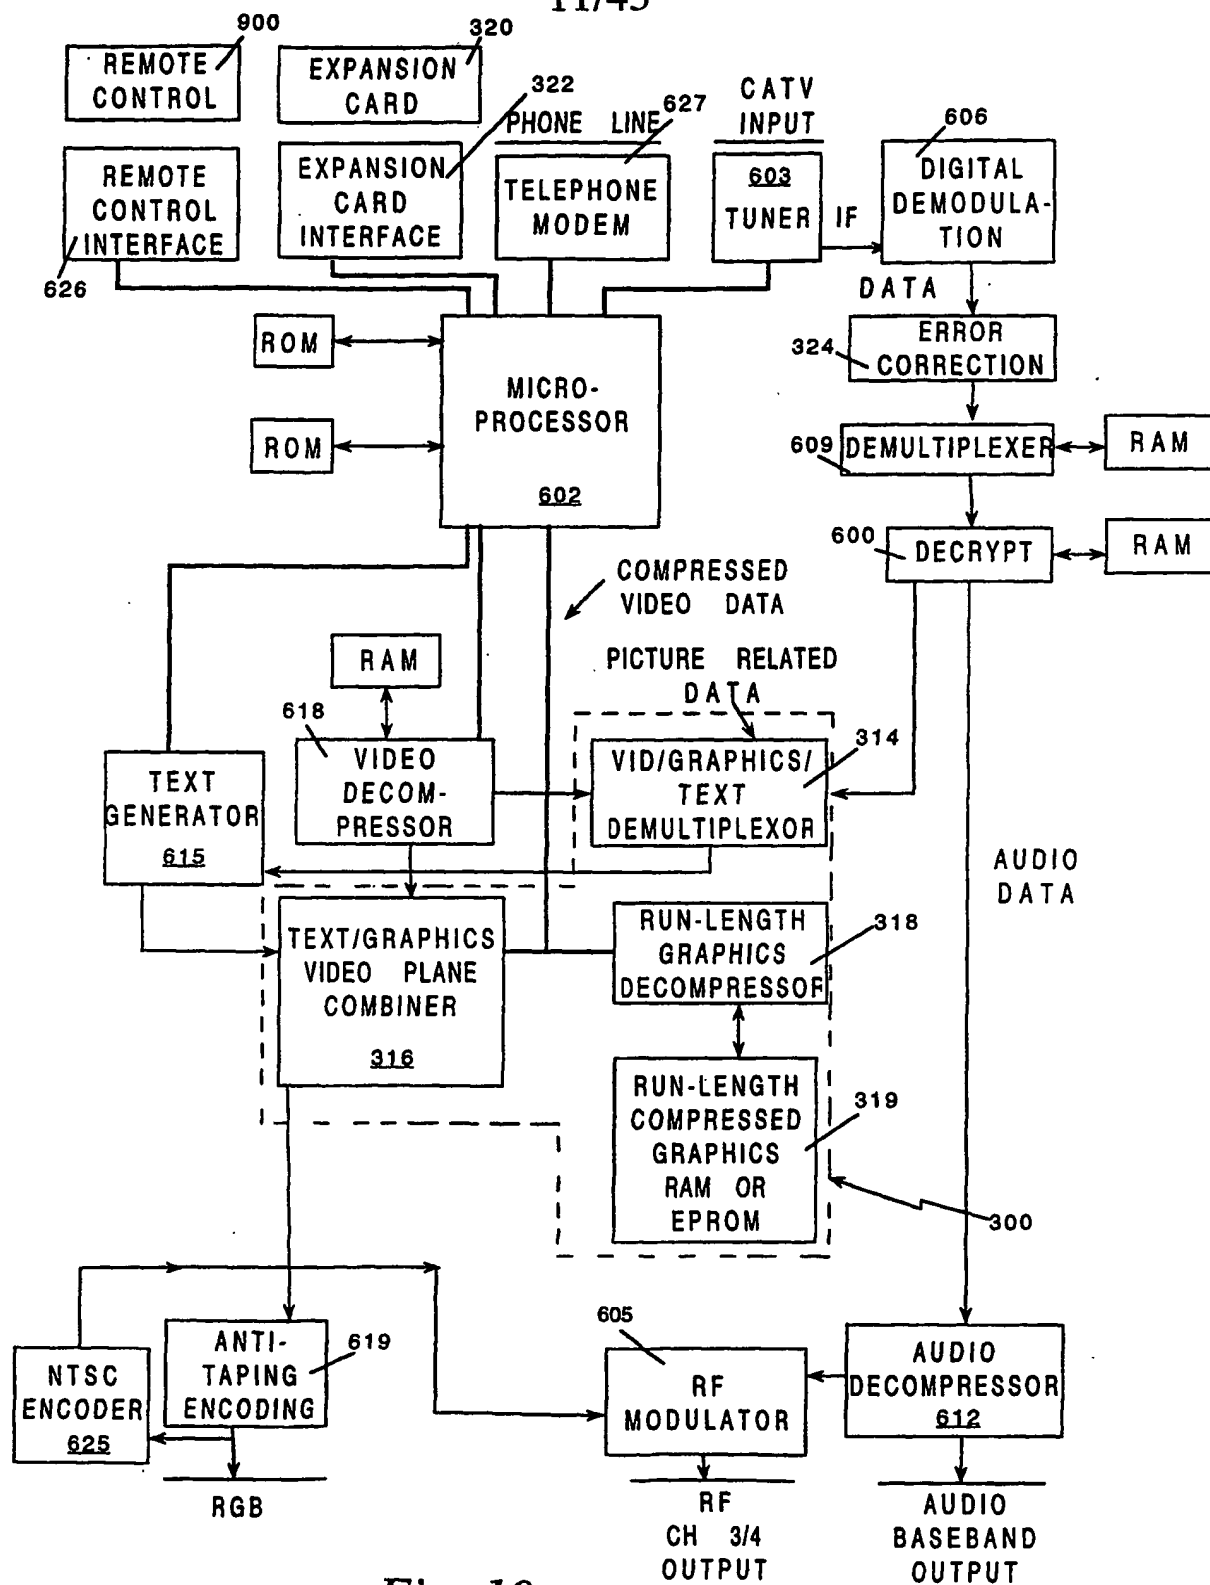 11/45
900
320
REMOTE
CONTROL
EXPANSION
CARD
322
PHONE LINE
627
CATV
INPUT
606
REMOTE
CONTROL
INTERFACE
626
EXPANSION
CARD
INTERFACE
TELEPHONE
MODEM
603
TUNER
IF
DIGITAL
DEMODULA-
TION
DATA
ROM
ROM
MICRO-
PROCESSOR
602
324
ERROR
CORRECTION
609
DEMULTIPLEXER
RAM
600
DECRYPT
RAM
COMPRESSED
VIDEO DATA
PICTURE RELATED
DATA
RAM
618
VIDEO
DECOM-
PRESSOR
314
VID/GRAPHICS/
TEXT
DEMULTIPLEXOR
TEXT
GENERATOR
615
AUDIO
DATA
TEXT/GRAPHICS
VIDEO PLANE
COMBINER
316
RUN-LENGTH
GRAPHICS
DECOMPRESSOR
318
RUN-LENGTH
COMPRESSED
GRAPHICS
RAM OR
EPROM
319
300
NTSC
ENCODER
625
ANTI-
TAPING
ENCODING
619
605
RF
MODULATOR
AUDIO
DECOMPRESSOR
612
RGB
RF
CH 3/4
OUTPUT
AUDIO
BASEBAND
OUTPUT